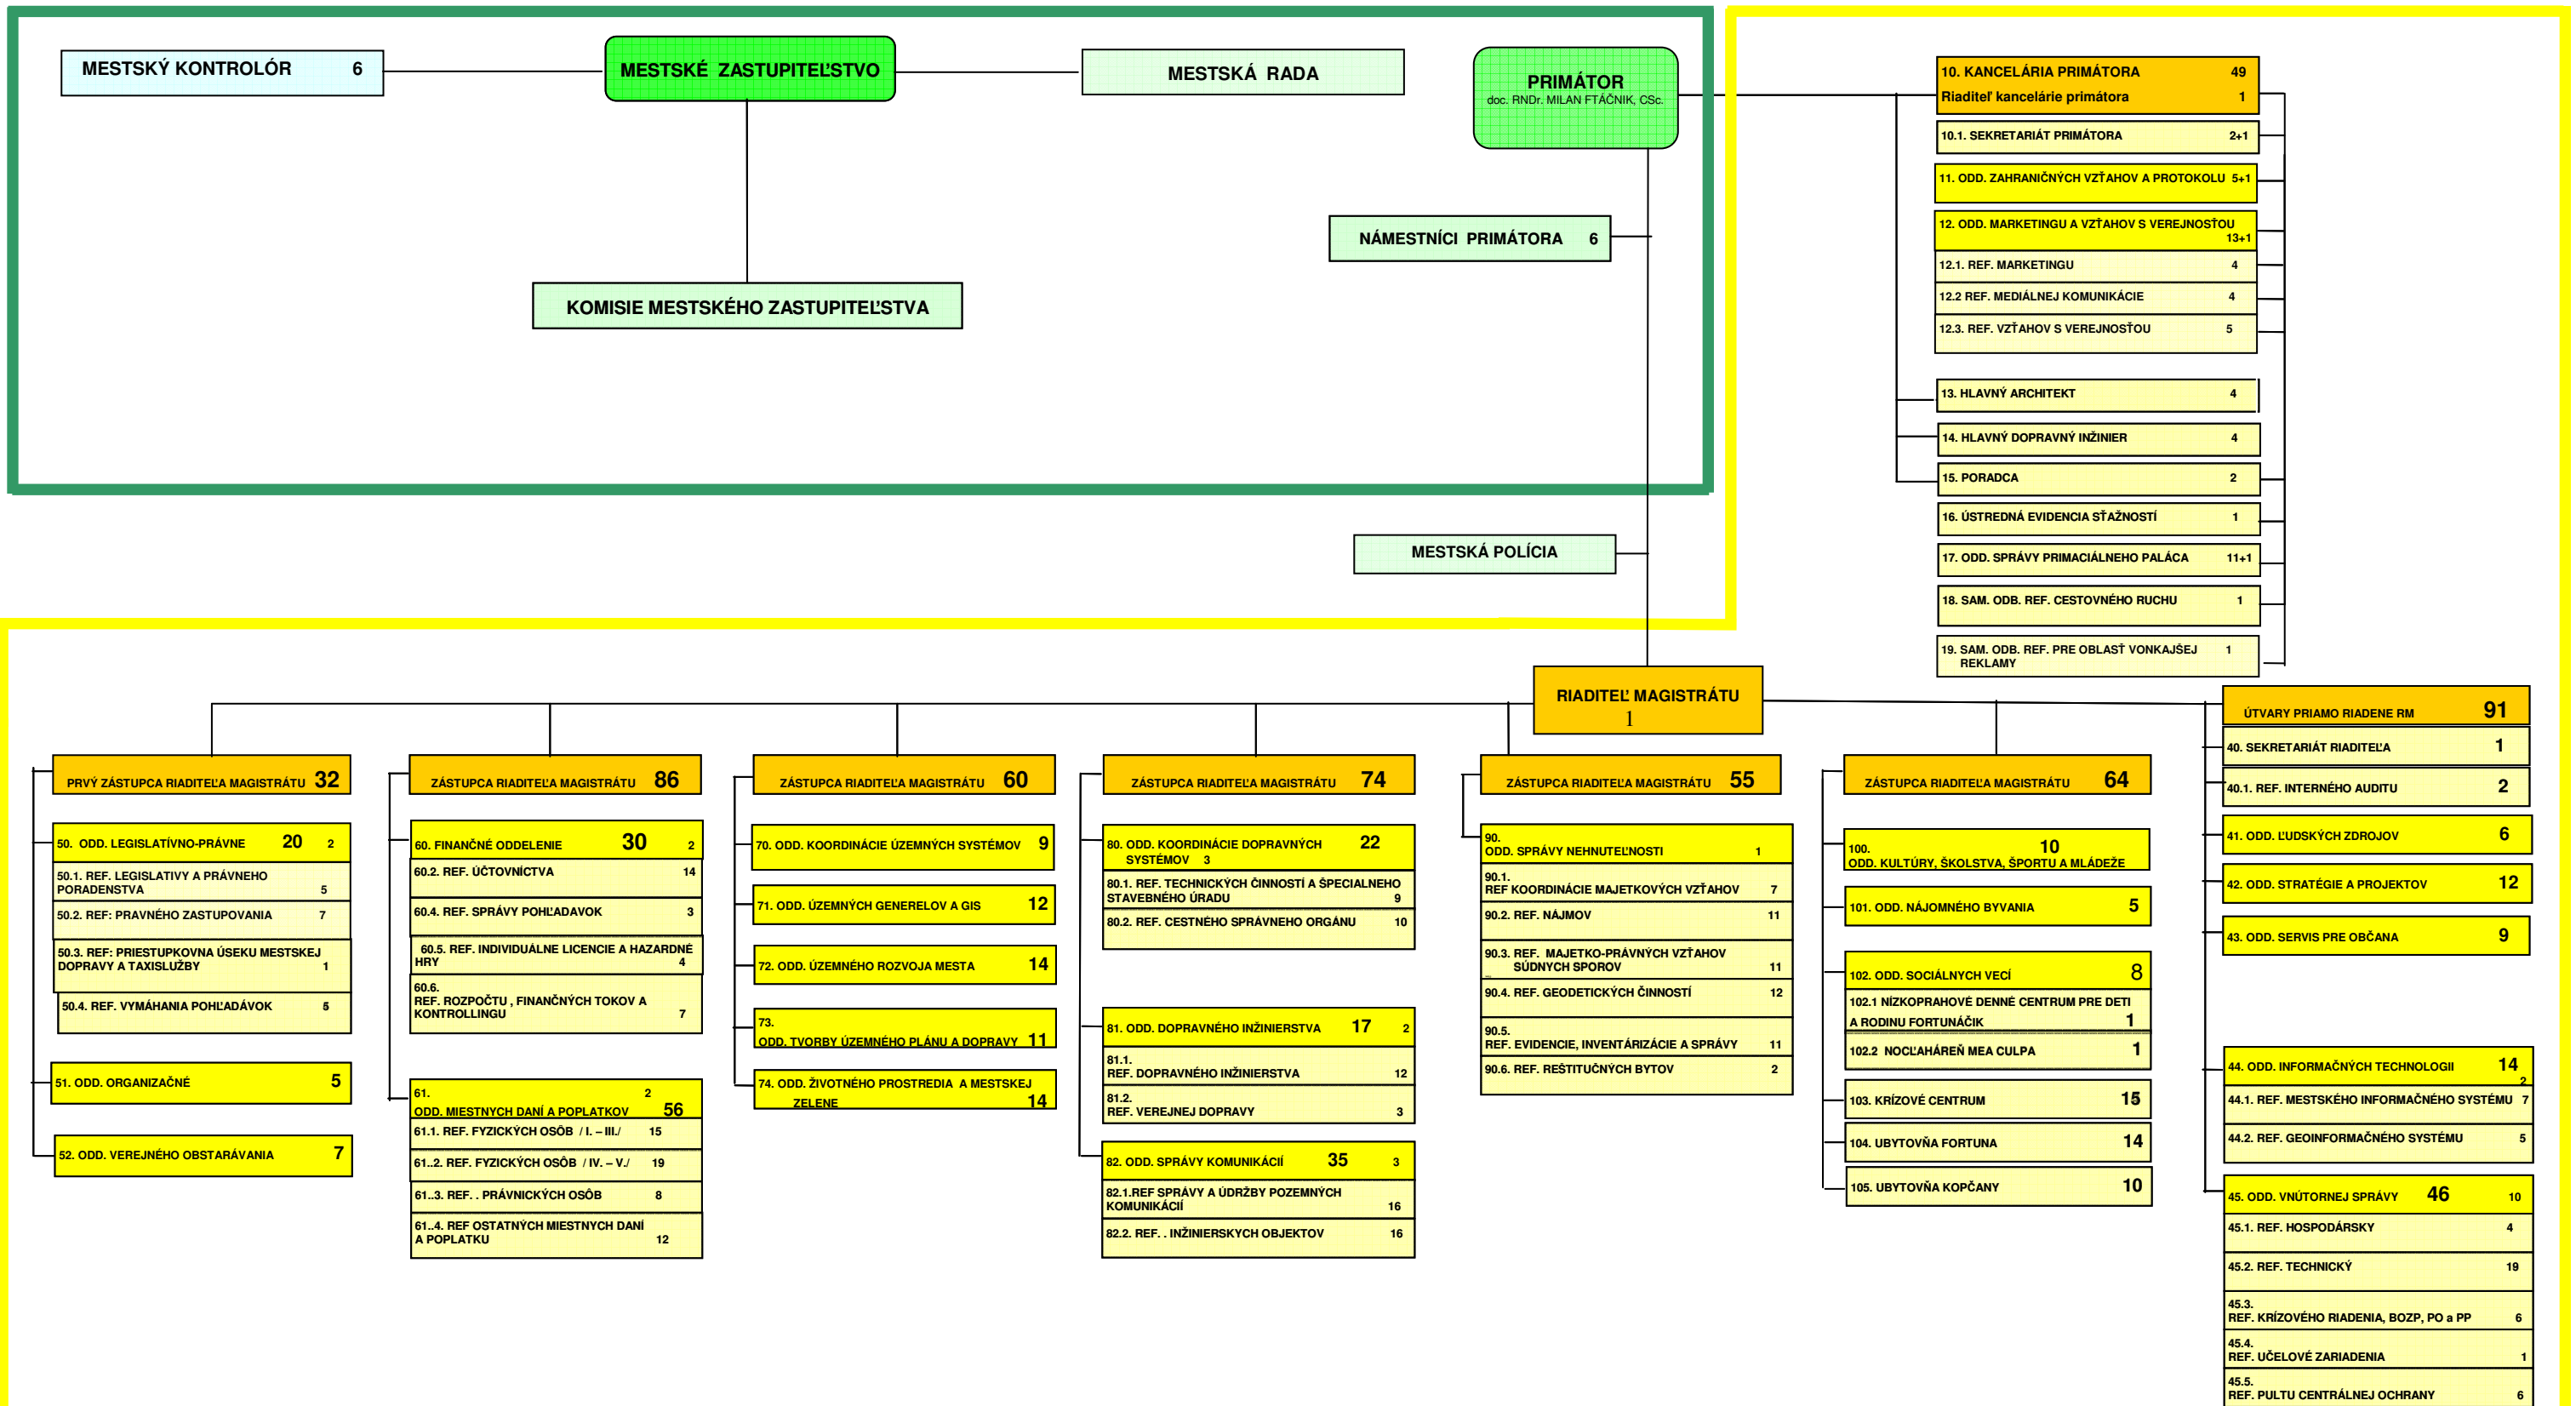 MESTSKÝ KONTROLÓR 6
MESTSKÉ ZASTUPITEĽSTVO
MESTSKÁ RADA
PRIMÁTOR
doc. RNDr. MILAN FTÁČNIK, CSc.
NÁMESTNÍCI PRIMÁTORA 6
KOMISIE MESTSKÉHO ZASTUPITEĽSTVA
MESTSKÁ POLÍCIA
10. KANCELÁRIA PRIMÁTORA 49
Riaditeľ kancelárie primátora 1
10.1. SEKRETARIÁT PRIMÁTORA 2+1
11. ODD. ZAHRANIČNÝCH VZŤAHOV A PROTOKOLU 5+1
12. ODD. MARKETINGU A VZŤAHOV S VEREJNOSŤOU
13+1
12.1. REF. MARKETINGU 4
12.2 REF. MEDIÁLNEJ KOMUNIKÁCIE 4
12.3. REF. VZŤAHOV S VEREJNOSŤOU 5
13. HLAVNÝ ARCHITEKT 4
14. HLAVNÝ DOPRAVNÝ INŽINIER 4
15. PORADCA 2
16. ÚSTREDNÁ EVIDENCIA SŤAŽNOSTÍ 1
17. ODD. SPRÁVY PRIMACIÁLNEHO PALÁCA 11+1
18. SAM. ODB. REF. CESTOVNÉHO RUCHU 1
19. SAM. ODB. REF. PRE OBLASŤ VONKAJŠEJ 1
REKLAMY
RIADITEĽ MAGISTRÁTU
1
PRVÝ ZÁSTUPCA RIADITEĽA MAGISTRÁTU 32
50. ODD. LEGISLATÍVNO-PRÁVNE 20 2
50.1. REF. LEGISLATIVY A PRÁVNEHO
PORADENSTVA 5
50.2. REF: PRAVNÉHO ZASTUPOVANIA 7
50.3. REF: PRIESTUPKOVNA ÚSEKU MESTSKEJ
DOPRAVY A TAXISLUŽBY 1
50.4. REF. VYMÁHANIA POHĽADÁVOK 5
51. ODD. ORGANIZAČNÉ 5
52. ODD. VEREJNÉHO OBSTARÁVANIA 7
ZÁSTUPCA RIADITEĽA MAGISTRÁTU 86
60. FINANČNÉ ODDELENIE 30 2
60.2. REF. ÚČTOVNÍCTVA 14
60.4. REF. SPRÁVY POHĽADAVOK 3
60.5. REF. INDIVIDUÁLNE LICENCIE A HAZARDNÉ
HRY 4
60.6.
REF. ROZPOČTU , FINANČNÝCH TOKOV A
KONTROLLINGU 7
61. 2
ODD. MIESTNYCH DANÍ A POPLATKOV 56
61.1. REF. FYZICKÝCH OSÔB / I. – III./ 15
61..2. REF. FYZICKÝCH OSÔB / IV. – V./ 19
61..3. REF. . PRÁVNICKÝCH OSÔB 8
61..4. REF OSTATNÝCH MIESTNYCH DANÍ
A POPLATKU 12
ZÁSTUPCA RIADITEĽA MAGISTRÁTU 60
70. ODD. KOORDINÁCIE ÚZEMNÝCH SYSTÉMOV 9
71. ODD. ÚZEMNÝCH GENERELOV A GIS 12
72. ODD. ÚZEMNÉHO ROZVOJA MESTA 14
73.
ODD. TVORBY ÚZEMNÉHO PLÁNU A DOPRAVY 11
74. ODD. ŽIVOTNÉHO PROSTREDIA A MESTSKEJ
ZELENE 14
ZÁSTUPCA RIADITEĽA MAGISTRÁTU 74
80. ODD. KOORDINÁCIE DOPRAVNÝCH 22
SYSTÉMOV 3
80.1. REF. TECHNICKÝCH ČINNOSTÍ A ŠPECIALNEHO
STAVEBNÉHO ÚRADU 9
80.2. REF. CESTNÉHO SPRÁVNEHO ORGÁNU 10
81. ODD. DOPRAVNÉHO INŽINIERSTVA 17 2
81.1.
REF. DOPRAVNÉHO INŽINIERSTVA 12
81.2.
REF. VEREJNEJ DOPRAVY 3
82. ODD. SPRÁVY KOMUNIKÁCIÍ 35 3
82.1.REF SPRÁVY A ÚDRŽBY POZEMNÝCH
KOMUNIKÁCIÍ 16
82.2. REF. . INŽINIERSKYCH OBJEKTOV 16
ZÁSTUPCA RIADITEĽA MAGISTRÁTU 55
90.
ODD. SPRÁVY NEHNUTEĽNOSTI 1
90.1.
REF KOORDINÁCIE MAJETKOVÝCH VZŤAHOV 7
90.2. REF. NÁJMOV 11
90.3. REF. MAJETKO-PRÁVNÝCH VZŤAHOV
SÚDNYCH SPOROV 11
90.4. REF. GEODETICKÝCH ČINNOSTÍ 12
90.5.
REF. EVIDENCIE, INVENTÁRIZÁCIE A SPRÁVY 11
90.6. REF. REŠTITUČNÝCH BYTOV 2
ZÁSTUPCA RIADITEĽA MAGISTRÁTU 64
100. 10
ODD. KULTÚRY, ŠKOLSTVA, ŠPORTU A MLÁDEŽE
101. ODD. NÁJOMNÉHO BYVANIA 5
102. ODD. SOCIÁLNYCH VECÍ 8
102.1 NÍZKOPRAHOVÉ DENNÉ CENTRUM PRE DETI
A RODINU FORTUNÁČIK 1
102.2 NOCĽAHÁREŇ MEA CULPA 1
103. KRÍZOVÉ CENTRUM 15
104. UBYTOVŇA FORTUNA 14
105. UBYTOVŇA KOPČANY 10
ÚTVARY PRIAMO RIADENE RM 91
40. SEKRETARIÁT RIADITEĽA 1
40.1. REF. INTERNÉHO AUDITU 2
41. ODD. ĽUDSKÝCH ZDROJOV 6
42. ODD. STRATÉGIE A PROJEKTOV 12
43. ODD. SERVIS PRE OBČANA 9
44. ODD. INFORMAČNÝCH TECHNOLOGII 14
2
44.1. REF. MESTSKÉHO INFORMAČNÉHO SYSTÉMU 7
44.2. REF. GEOINFORMAČNÉHO SYSTÉMU 5
45. ODD. VNÚTORNEJ SPRÁVY 46 10
45.1. REF. HOSPODÁRSKY 4
45.2. REF. TECHNICKÝ 19
45.3.
REF. KRÍZOVÉHO RIADENIA, BOZP, PO a PP 6
45.4.
REF. UČELOVÉ ZARIADENIA 1
45.5.
REF. PULTU CENTRÁLNEJ OCHRANY 6